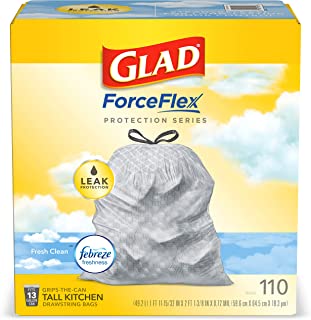 GLAD
ForceFlex
PROTECTION SERIES
LEAK
PROTECTION
Fresh Clean
febreze
freshness
FITS
13
GRIPS-THE-CAN
TALL KITCHEN
DRAWSTRING BAGS
110